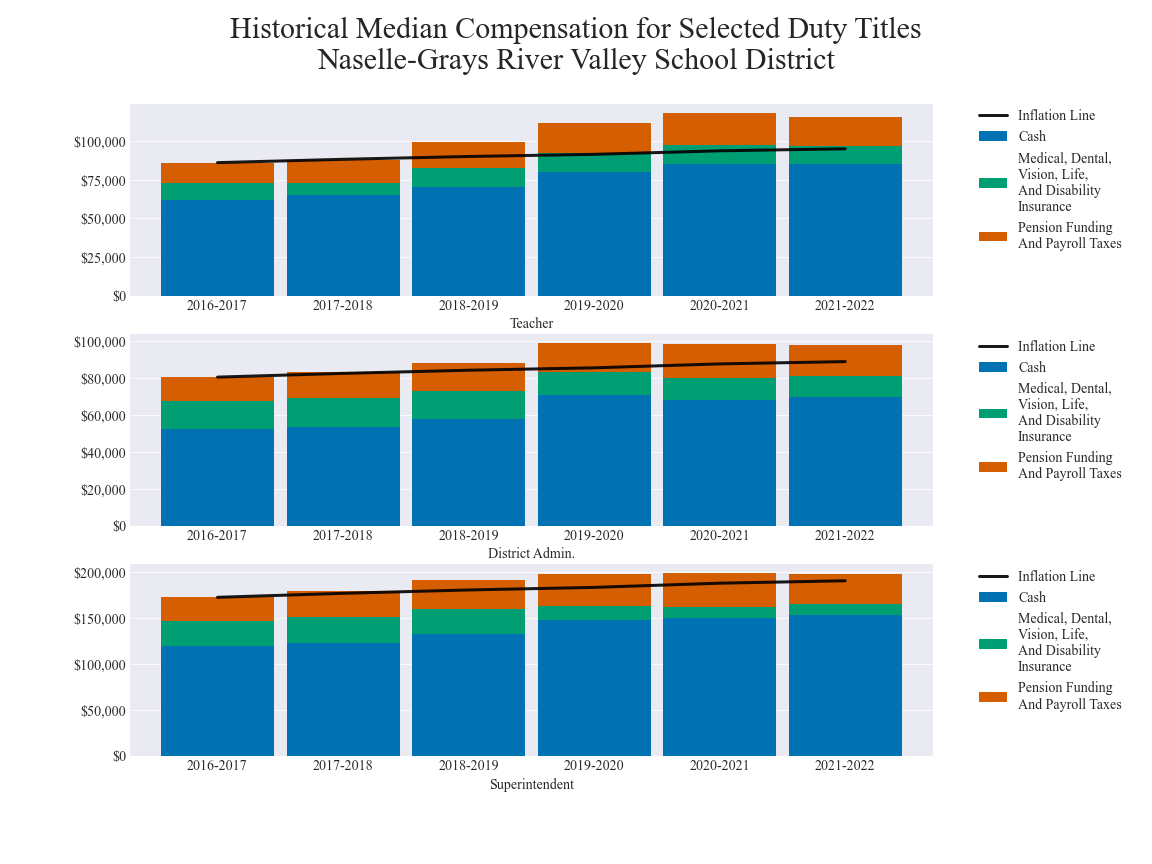 Historical Median Compensation for Selected Duty Titles
Naselle-Grays River Valley School District
$100,000
$75,000
$50,000
$25,000
$0
2016-2017 2017-2018 2018-2019 2019-2020 2020-2021 2021-2022
Teacher
Inflation Line
Cash
Medical, Dental,
Vision, Life,
And Disability
Insurance
Pension Funding
And Payroll Taxes
$100,000
$80,000
$60,000
$40,000
$20,000
$0
2016-2017 2017-2018 2018-2019 2019-2020 2020-2021 2021-2022
District Admin.
Inflation Line
Cash
Medical, Dental,
Vision, Life,
And Disability
Insurance
Pension Funding
And Payroll Taxes
$200,000
$150,000
$100,000
$50,000
$0
2016-2017 2017-2018 2018-2019 2019-2020 2020-2021 2021-2022
Superintendent
Inflation Line
Cash
Medical, Dental,
Vision, Life,
And Disability
Insurance
Pension Funding
And Payroll Taxes